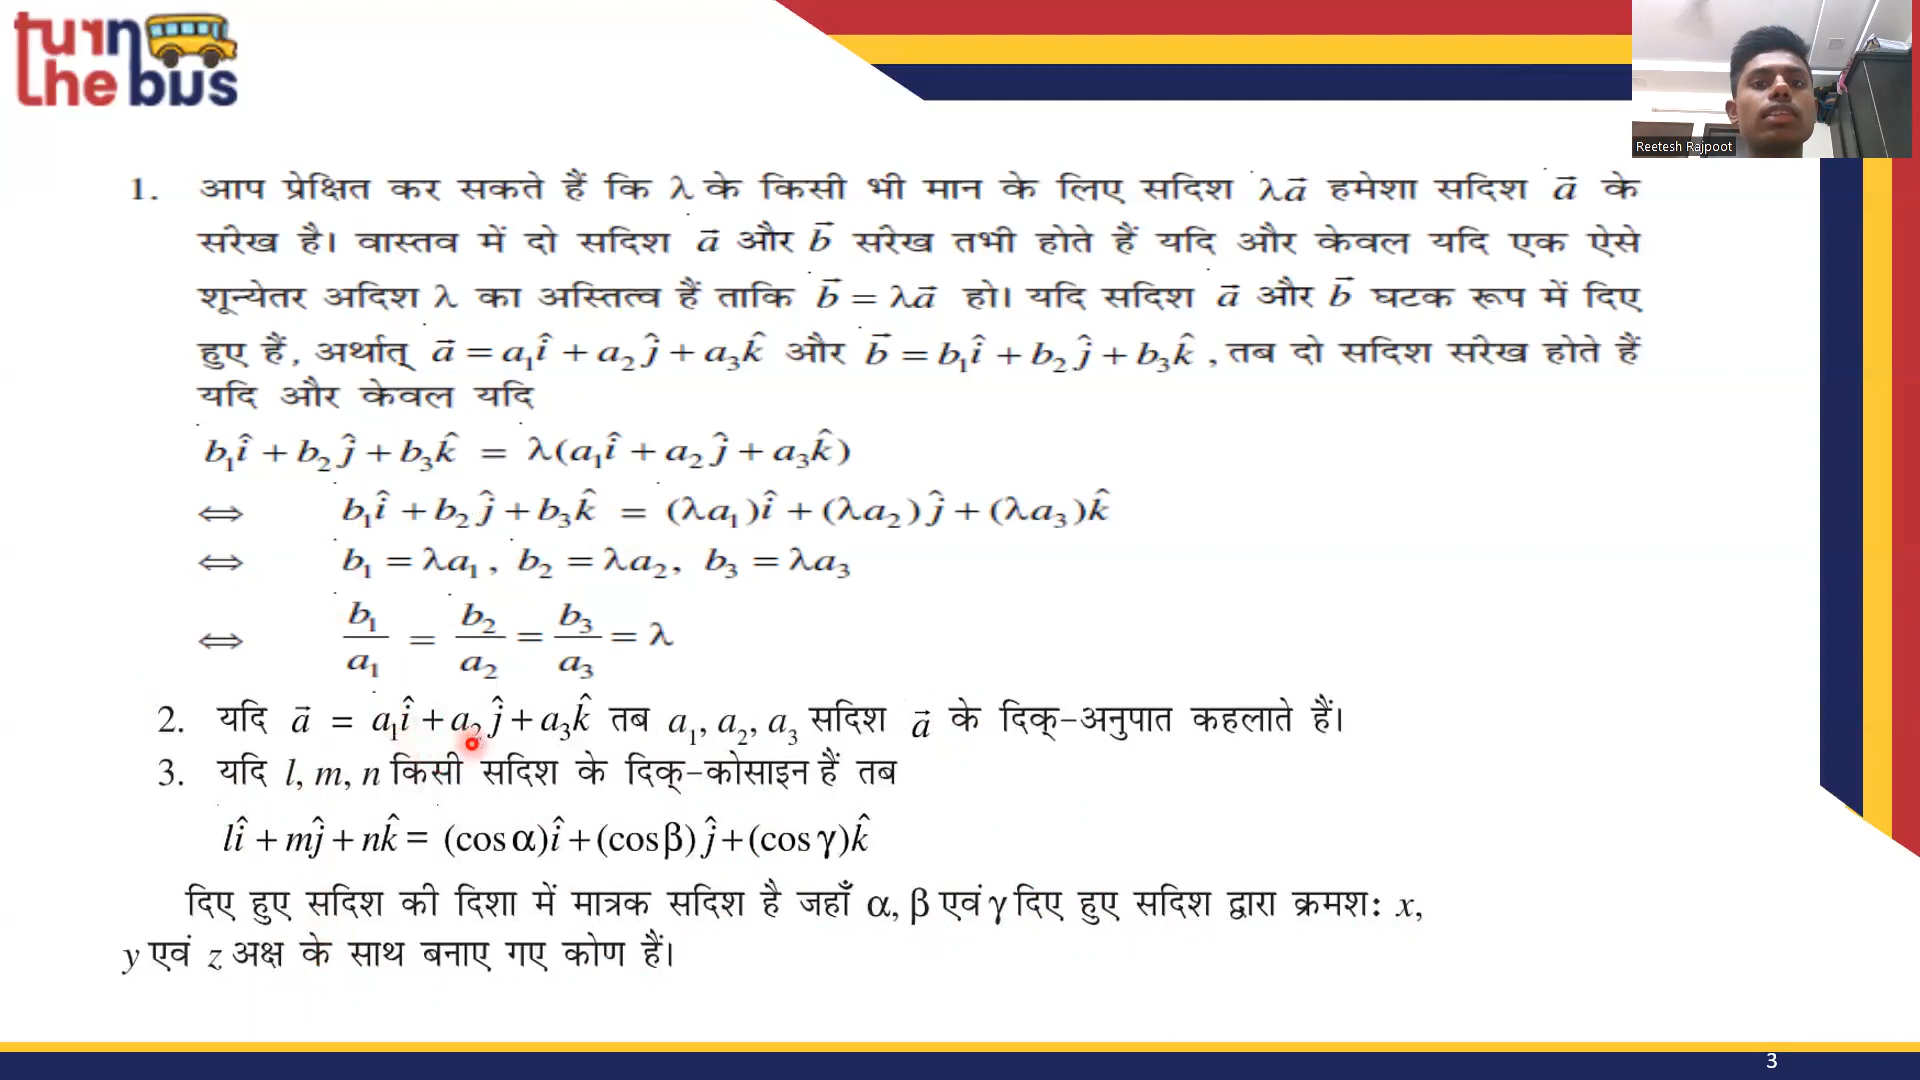 turn
the bus
Reetesh Rajpoot
1. आप प्रेक्षित कर सकते हैं कि λ के किसी भी मान के लिए सदिश λa⃗ हमेशा सदिश a⃗ के
सरेख है। वास्तव में दो सदिश a⃗ और b⃗ सरेख तभी होते हैं यदि और केवल यदि एक ऐसे
शून्येतर अदिश λ का अस्तित्व हैं ताकि b⃗ = λa⃗ हो। यदि सदिश a⃗ और b⃗ घटक रूप में दिए
हुए हैं, अर्थात् a⃗ = a₁î + a₂ĵ + a₃k̂ और b⃗ = b₁î + b₂ĵ + b₃k̂, तब दो सदिश सरेख होते हैं
यदि और केवल यदि
b₁î + b₂ĵ + b₃k̂ = λ(a₁î + a₂ĵ + a₃k̂)
⇔ b₁î + b₂ĵ + b₃k̂ = (λa₁)î + (λa₂)ĵ + (λa₃)k̂
⇔ b₁ = λa₁, b₂ = λa₂, b₃ = λa₃
⇔ b₁/a₁ = b₂/a₂ = b₃/a₃ = λ
2. यदि a⃗ = a₁î + a₂ĵ + a₃k̂ तब a₁, a₂, a₃ सदिश a⃗ के दिक्-अनुपात कहलाते हैं।
3. यदि l, m, n किसी सदिश के दिक्-कोसाइन हैं तब
lî + mĵ + nk̂ = (cos α)î + (cos β)ĵ + (cos γ)k̂
दिए हुए सदिश की दिशा में मात्रक सदिश है जहाँ α, β एवं γ दिए हुए सदिश द्वारा क्रमशः x,
y एवं z अक्ष के साथ बनाए गए कोण हैं।
3